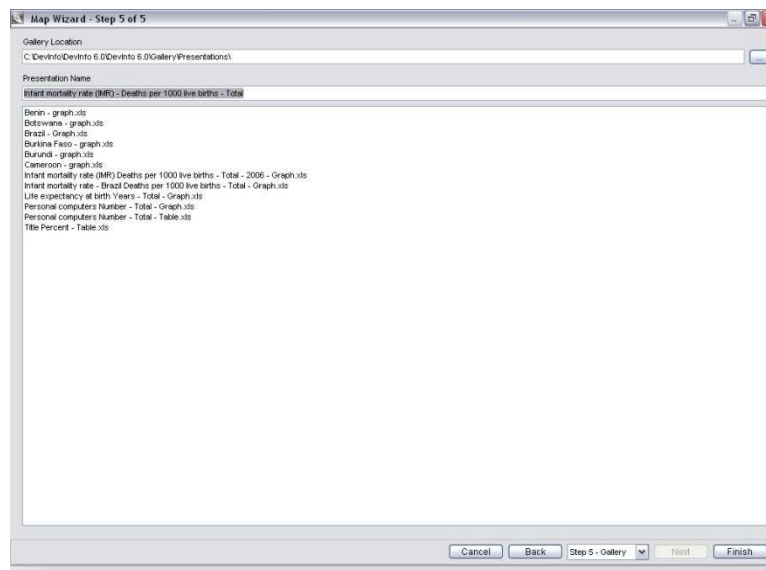 Map Wizard - Step 5 of 5
Gallery Location
C:\DevInfo\DevInfo 6.0\DevInfo 6.0\Gallery\Presentations\
...
Presentation Name
Infant mortality rate (IMR) - Deaths per 1000 live births - Total
Benin - graph.xls
Botswana - graph.xls
Brazil - Graph.xls
Burkina Faso - graph.xls
Burundi - graph.xls
Cameroon - graph.xls
Infant mortality rate (IMR) Deaths per 1000 live births - Total - 2006 - Graph.xls
Infant mortality rate - Brazil Deaths per 1000 live births - Total - Graph.xls
Life expectancy at birth Years - Total - Graph.xls
Personal computers Number - Total - Graph.xls
Personal computers Number - Total - Table.xls
Title Percent - Table.xls
Cancel Back Step 5 - Gallery Next Finish